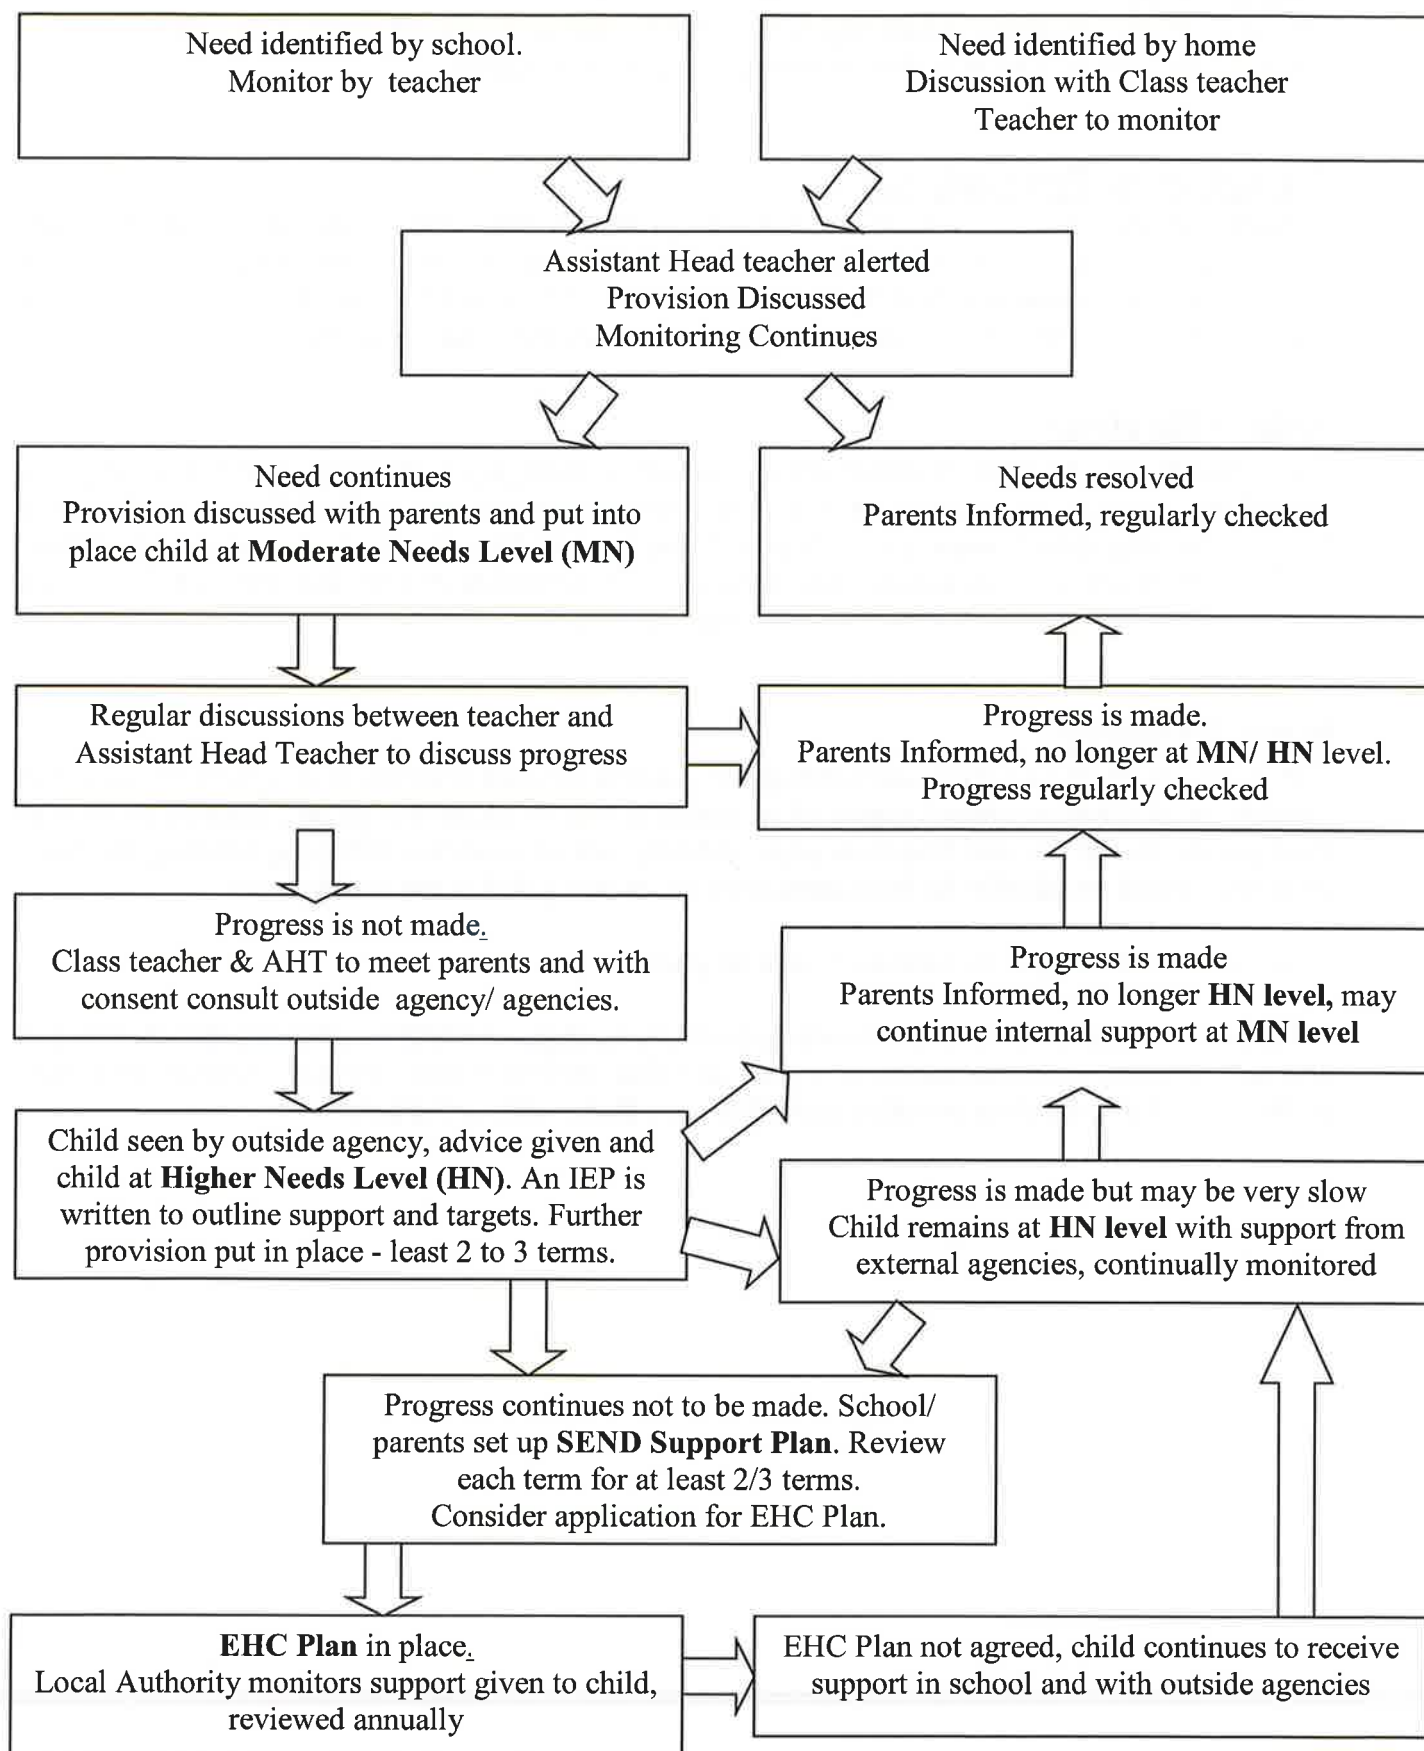 Need identified by school.
Monitor by teacher
Need identified by home
Discussion with Class teacher
Teacher to monitor
Assistant Head teacher alerted
Provision Discussed
Monitoring Continues
Need continues
Provision discussed with parents and put into
place child at Moderate Needs Level (MN)
Needs resolved
Parents Informed, regularly checked
Regular discussions between teacher and
Assistant Head Teacher to discuss progress
Progress is made.
Parents Informed, no longer at MN/ HN level.
Progress regularly checked
Progress is not made.
Class teacher & AHT to meet parents and with
consent consult outside agency/ agencies.
Progress is made
Parents Informed, no longer HN level, may
continue internal support at MN level
Child seen by outside agency, advice given and
child at Higher Needs Level (HN). An IEP is
written to outline support and targets. Further
provision put in place - least 2 to 3 terms.
Progress is made but may be very slow
Child remains at HN level with support from
external agencies, continually monitored
Progress continues not to be made. School/
parents set up SEND Support Plan. Review
each term for at least 2/3 terms.
Consider application for EHC Plan.
EHC Plan in place.
Local Authority monitors support given to child,
reviewed annually
EHC Plan not agreed, child continues to receive
support in school and with outside agencies